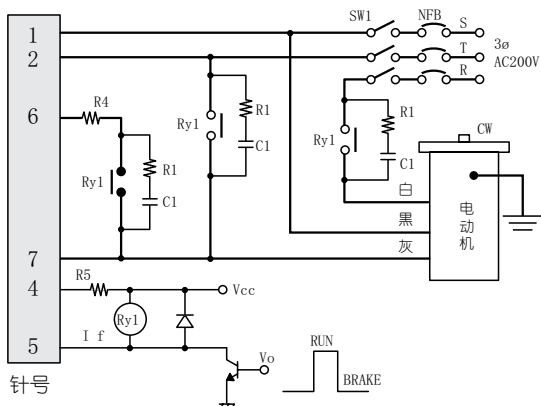 1
SW1
NFB
S
2
T
3ø
AC200V
R
6
R4
Ry1
R1
C1
Ry1
R1
C1
Ry1
R1
C1
CW
白
黑
灰
电动机
7
4
R5
Vcc
Ry1
5
If
Vo
RUN
BRAKE
针号